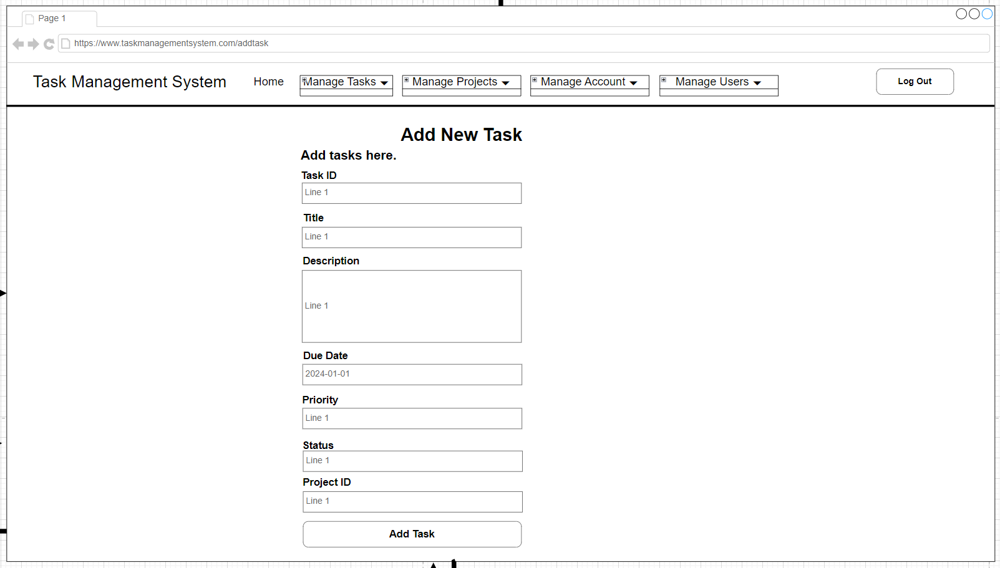 Page 1
https://www.taskmanagementsystem.com/addtask
Task Management System Home Manage Tasks Manage Projects Manage Account Manage Users Log Out
Add New Task
Add tasks here.
Task ID
Line 1
Title
Line 1
Description
Line 1
Due Date
2024-01-01
Priority
Line 1
Status
Line 1
Project ID
Line 1
Add Task